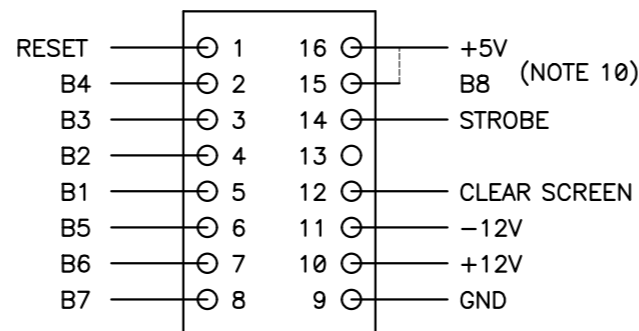 RESET 1 16 +5V
B4 2 15 B8 (NOTE 10)
B3 3 14 STROBE
B2 4 13
B1 5 12 CLEAR SCREEN
B5 6 11 -12V
B6 7 10 +12V
B7 8 9 GND